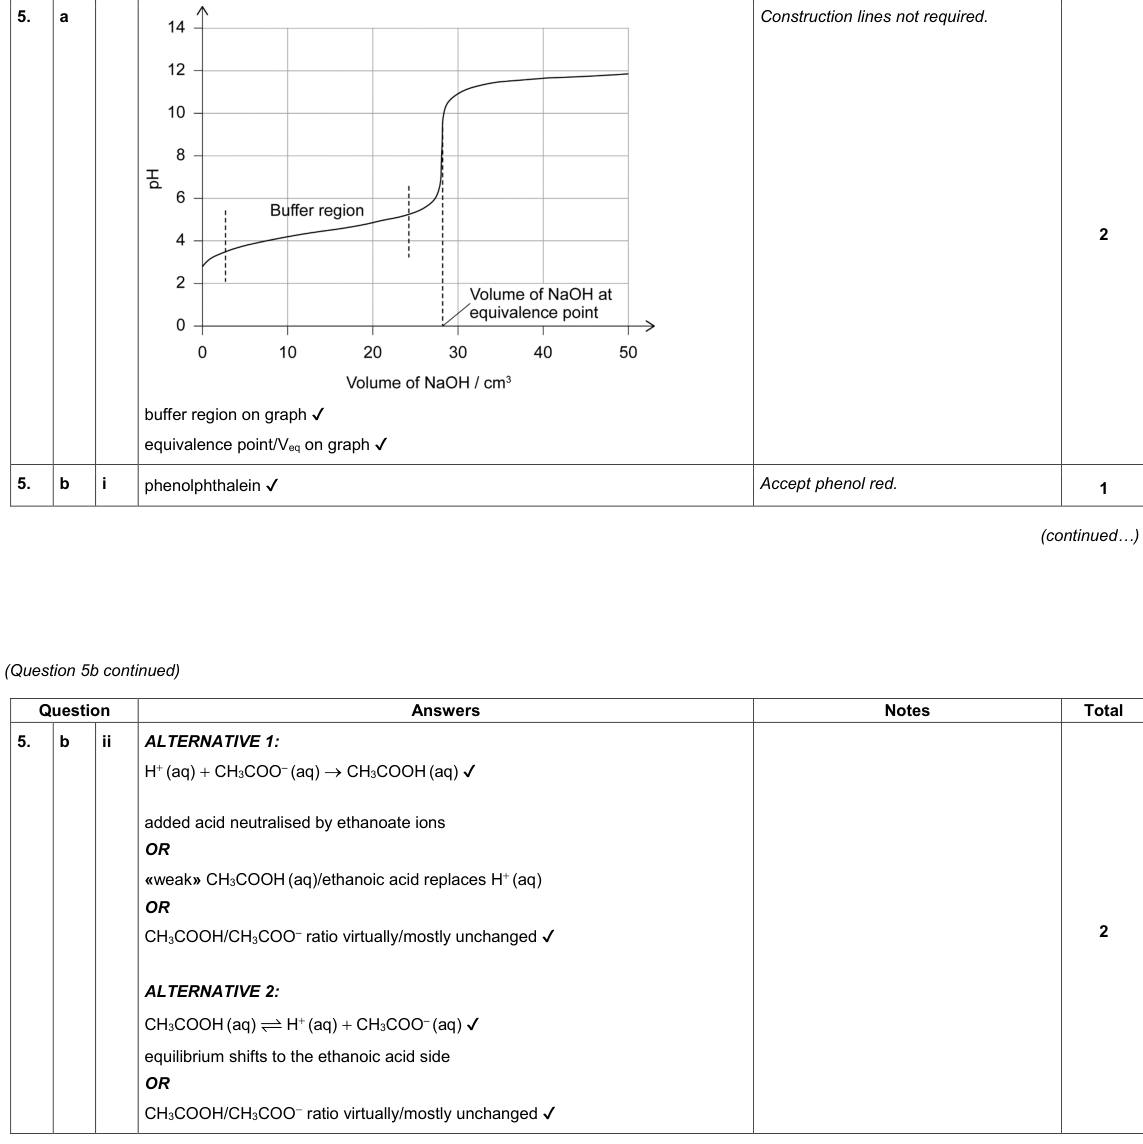 5. a
Construction lines not required.
14
12
10
8
6
4
2
0
pH
Buffer region
Volume of NaOH at
equivalence point
0 10 20 30 40 50
Volume of NaOH / cm³
2
buffer region on graph ✓
equivalence point/Veq on graph ✓
5. b i phenolphthalein ✓ Accept phenol red. 1
(continued…)
(Question 5b continued)
Question Answers Notes Total
5. b ii ALTERNATIVE 1:
H⁺ (aq) + CH₃COO⁻ (aq) → CH₃COOH (aq) ✓
added acid neutralised by ethanoate ions
OR
«weak» CH₃COOH (aq)/ethanoic acid replaces H⁺ (aq)
OR
CH₃COOH/CH₃COO⁻ ratio virtually/mostly unchanged ✓
2
ALTERNATIVE 2:
CH₃COOH (aq) ⇌ H⁺ (aq) + CH₃COO⁻ (aq) ✓
equilibrium shifts to the ethanoic acid side
OR
CH₃COOH/CH₃COO⁻ ratio virtually/mostly unchanged ✓